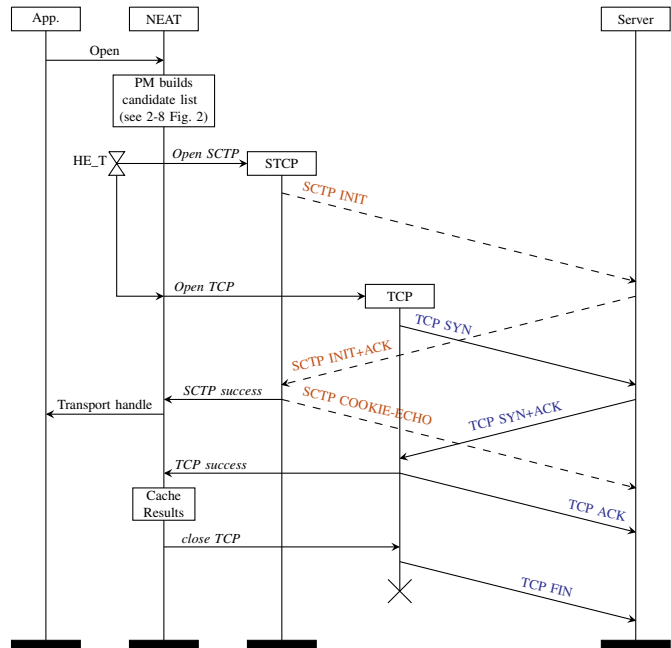 App.
NEAT
Server
Open
PM builds
candidate list
(see 2-8 Fig. 2)
HE_T
Open SCTP
STCP
SCTP INIT
Open TCP
TCP
TCP SYN
SCTP INIT+ACK
SCTP success
SCTP COOKIE-ECHO
Transport handle
TCP SYN+ACK
TCP success
Cache
Results
TCP ACK
close TCP
TCP FIN